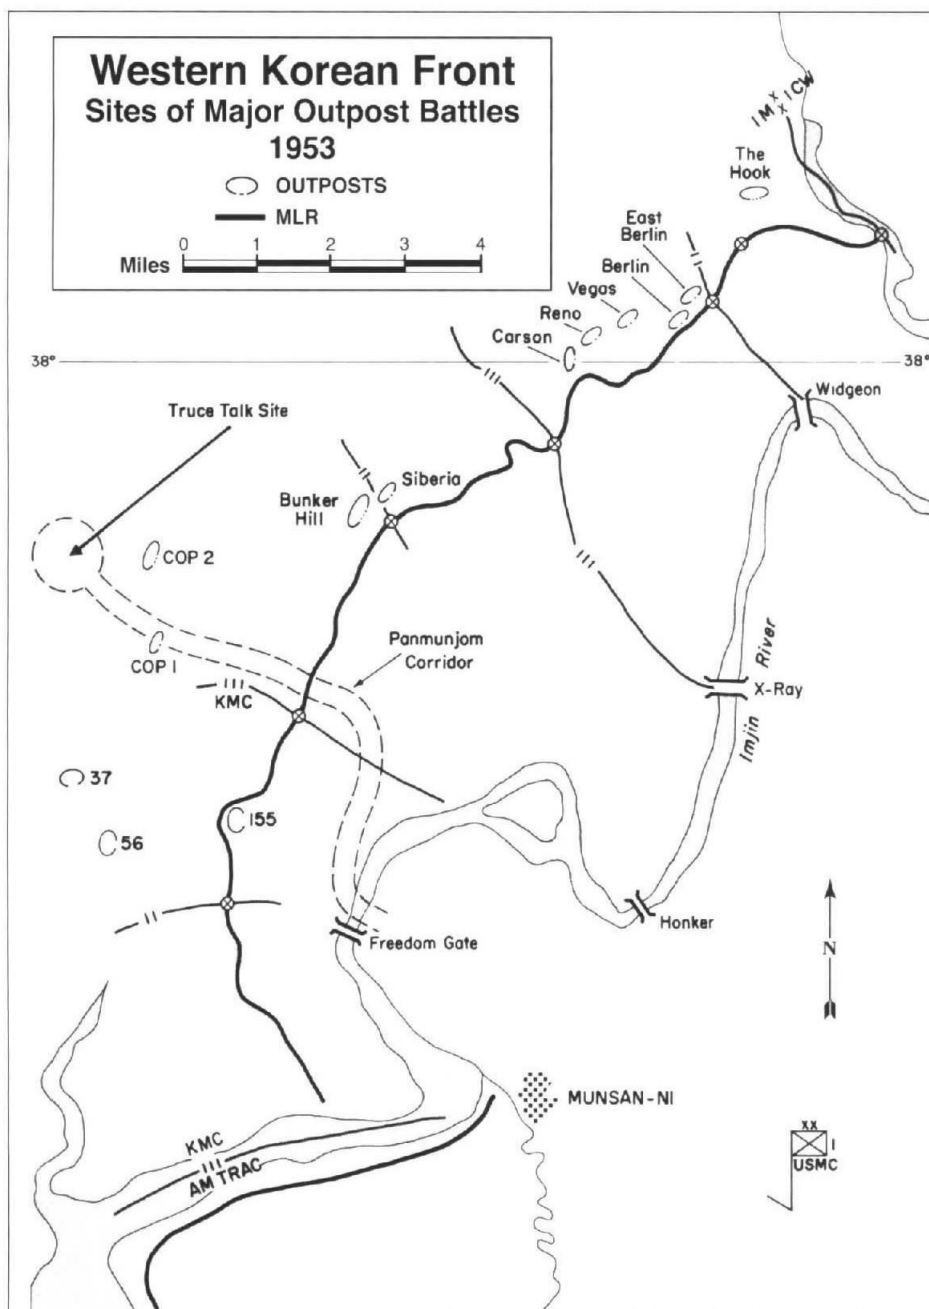 Western Korean Front
Sites of Major Outpost Battles
1953
OUTPOSTS
MLR
0 1 2 3 4
Miles
IM XX ICW
The
Hook
East
Berlin
Berlin
Vegas
Reno
Carson
38°
38°
Widgeon
Truce Talk Site
Siberia
Bunker
Hill
COP 2
Panmunjom
Corridor
COP 1
KMC
River
Imjin
X-Ray
37
155
56
Honker
Freedom Gate
N
MUNSAN-NI
KMC
AM TRAC
XX
I
USMC